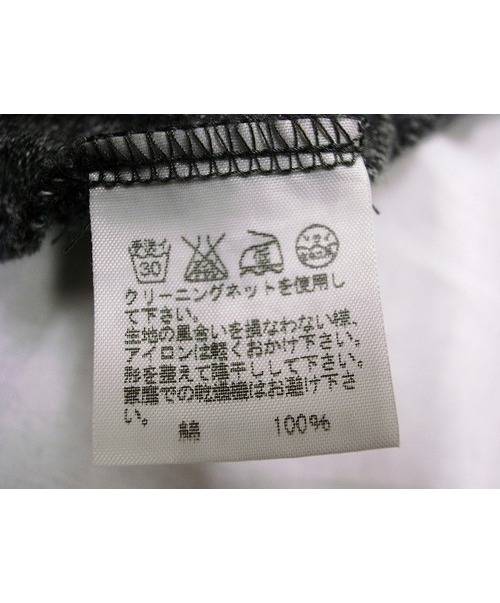 手洗イ
30
低
クリーニングネットを使用し
て下さい。
生地の風合いを損なわない様、
アイロンは軽くおかけ下さい。
形を整えて陰干しして下さい。
での乾燥機はお避け下さ
い。
綿 100%